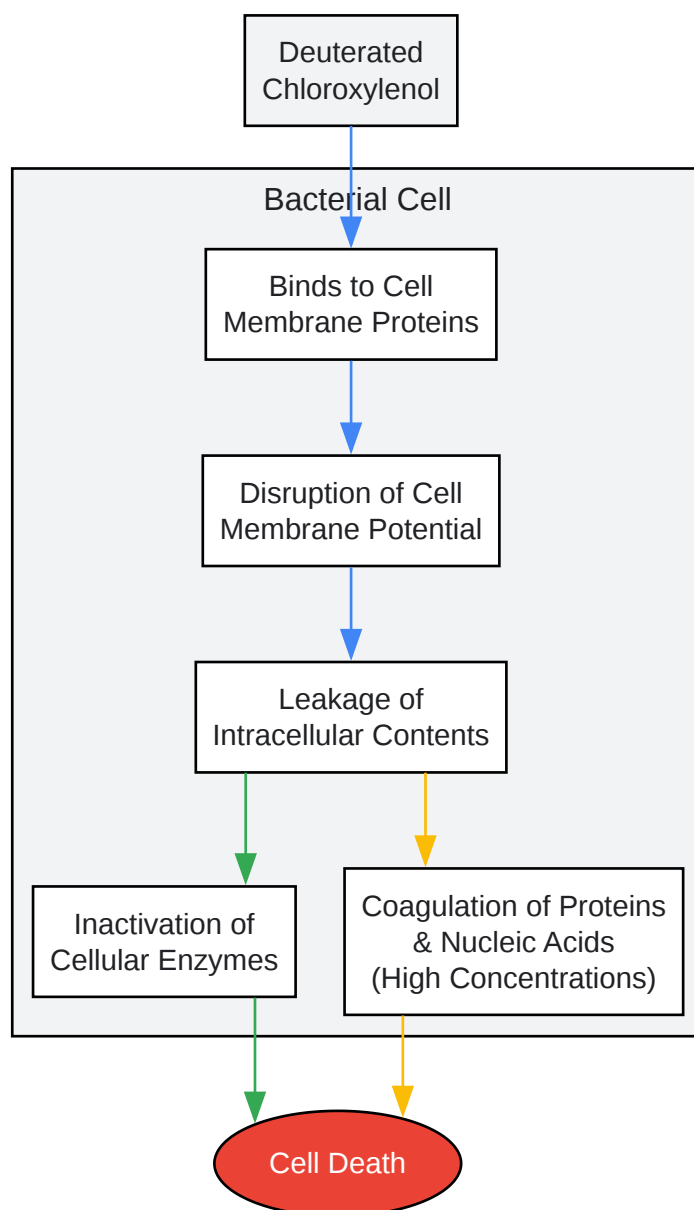 Deuterated
Chloroxylenol
Bacterial Cell
Binds to Cell
Membrane Proteins
Disruption of Cell
Membrane Potential
Leakage of
Intracellular Contents
Inactivation of
Cellular Enzymes
Coagulation of Proteins
& Nucleic Acids
(High Concentrations)
Cell Death